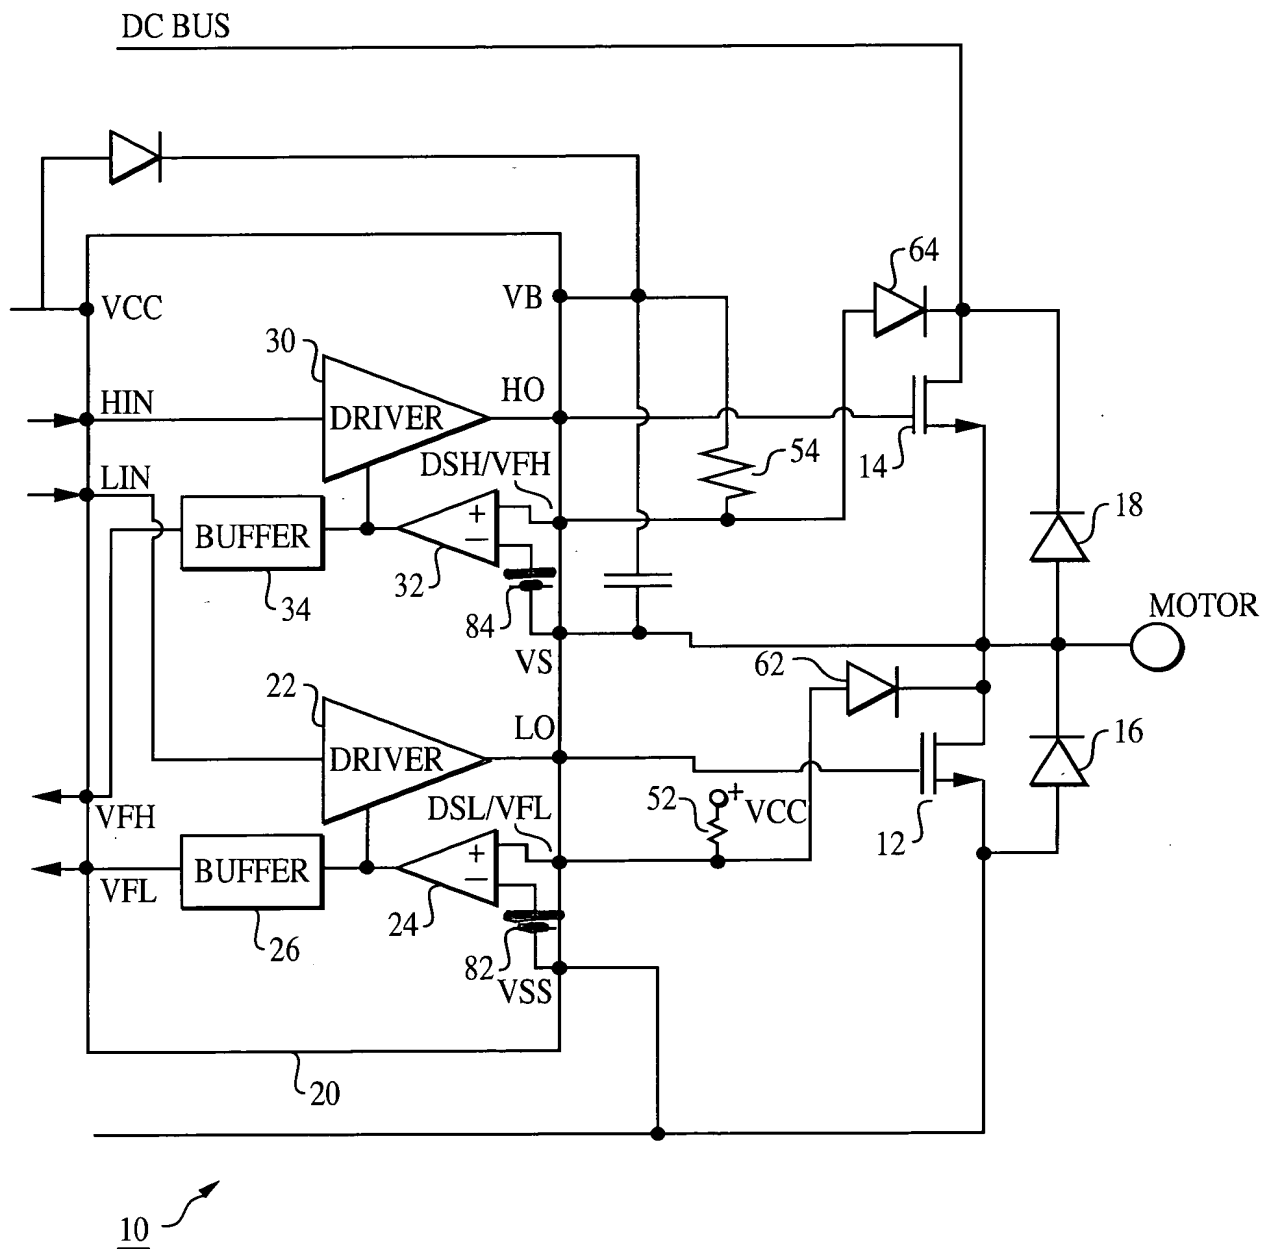 DC BUS
64
VCC
VB
30
HIN
DRIVER
HO
14
54
LIN
DSH/VFH
BUFFER
+
−
32
34
84
18
MOTOR
VS
62
22
LO
DRIVER
16
VFH
DSL/VFL
52
+
VCC
12
VFL
BUFFER
+
−
24
26
82
VSS
20
10